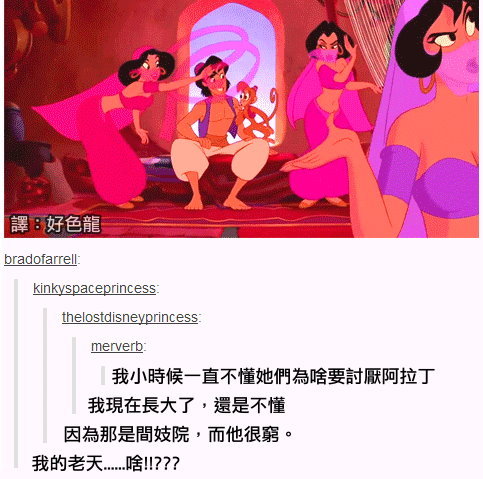 譯：好色龍
bradofarrell:
kinkyspaceprincess:
thelostdisneyprincess:
merverb:
我小時候一直不懂她們為啥要討厭阿拉丁
我現在長大了，還是不懂
因為那是間妓院，而他很窮。
我的老天......啥!!???